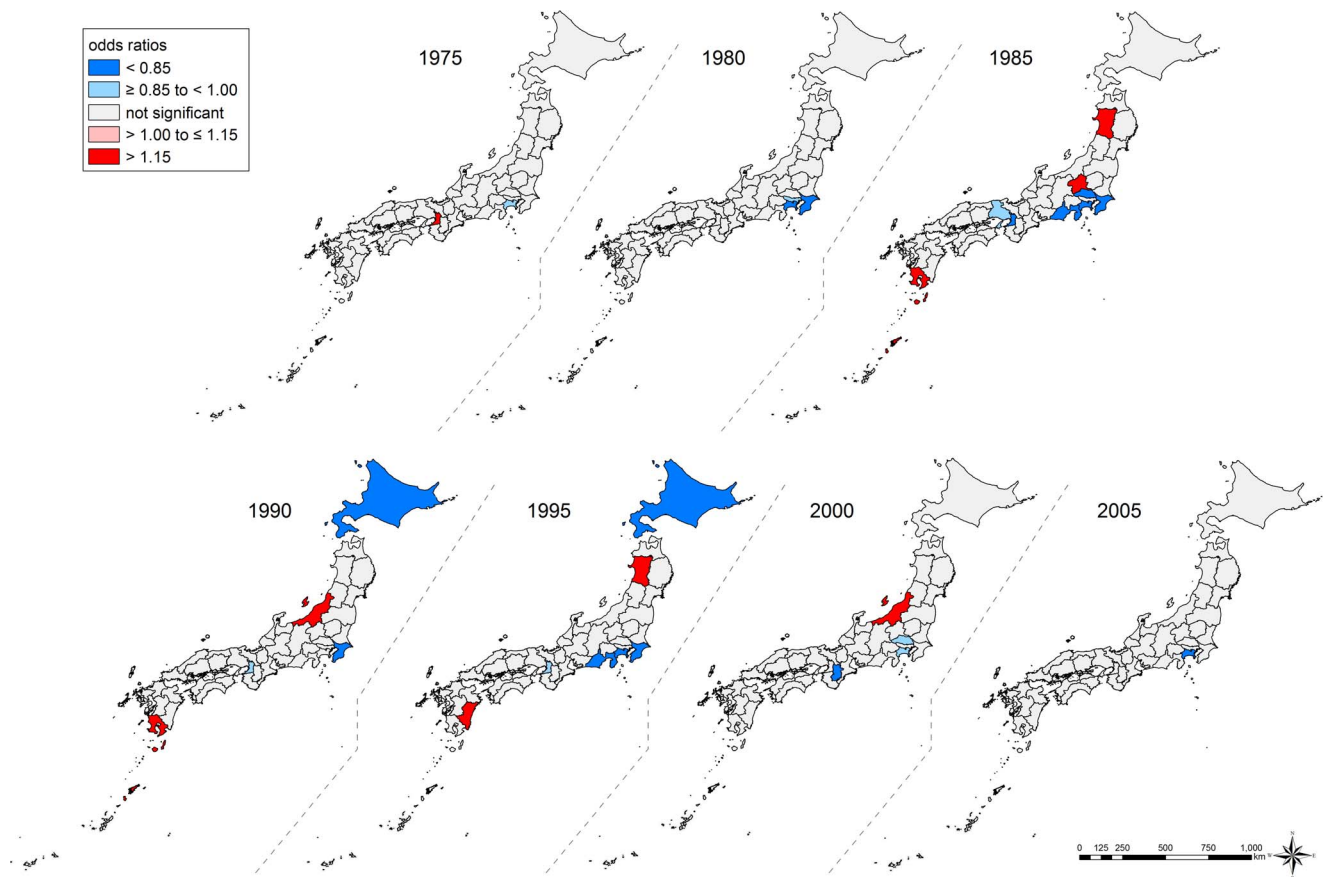 odds ratios
< 0.85
≥ 0.85 to < 1.00
not significant
> 1.00 to ≤ 1.15
> 1.15
1975
1980
1985
1990
1995
2000
2005
0 125 250 500 750 1,000
km
N
W E
S